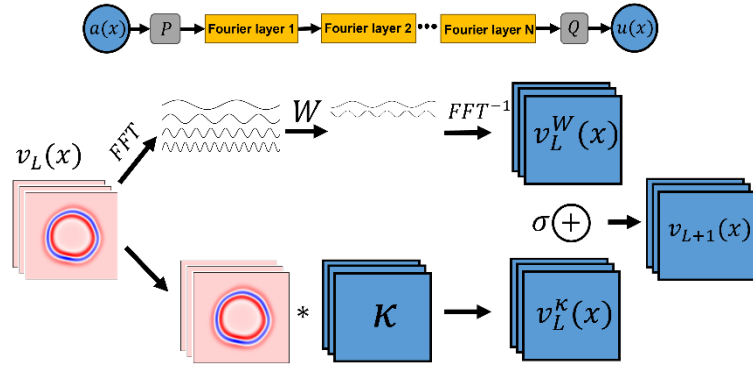 a(x) P Fourier layer 1 Fourier layer 2 ••• Fourier layer N Q u(x)
FFT W FFT⁻¹ v_L^W(x)
v_L(x)
σ + v_{L+1}(x)
* K v_L^K(x)